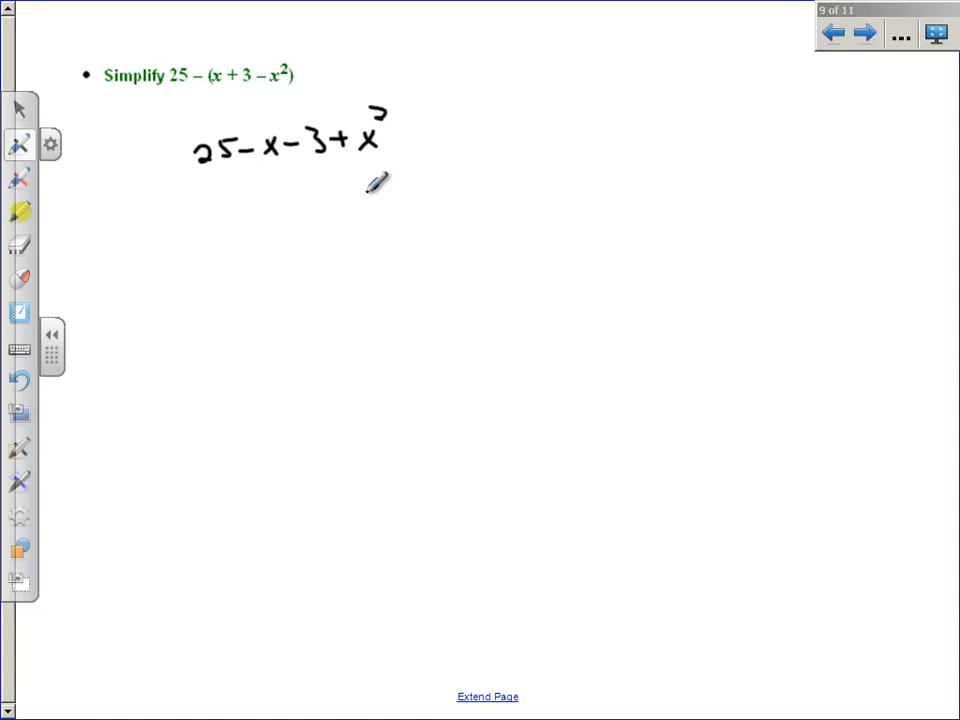 9 of 11
• Simplify 25 – (x + 3 – x²)
25 - x - 3 + x²
Extend Page